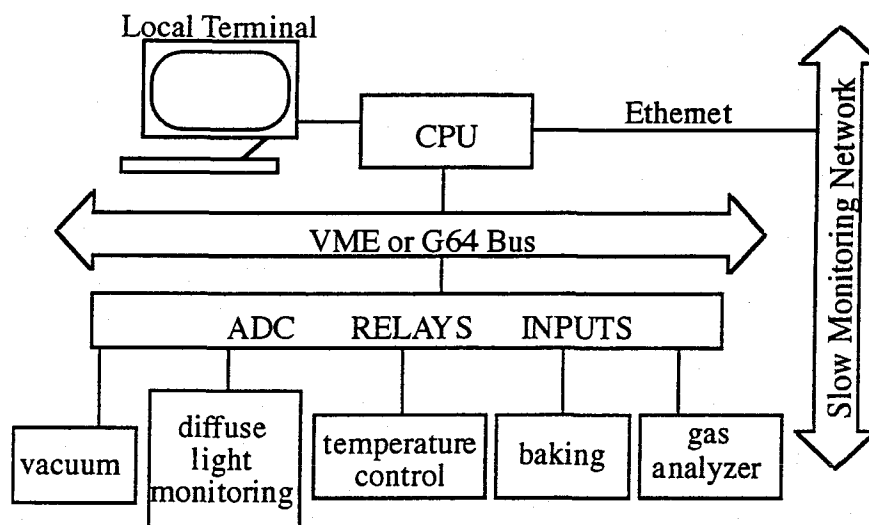 Local Terminal
CPU
Ethernet
Slow Monitoring Network
VME or G64 Bus
ADC RELAYS INPUTS
vacuum
diffuse
light
monitoring
temperature
control
baking
gas
analyzer